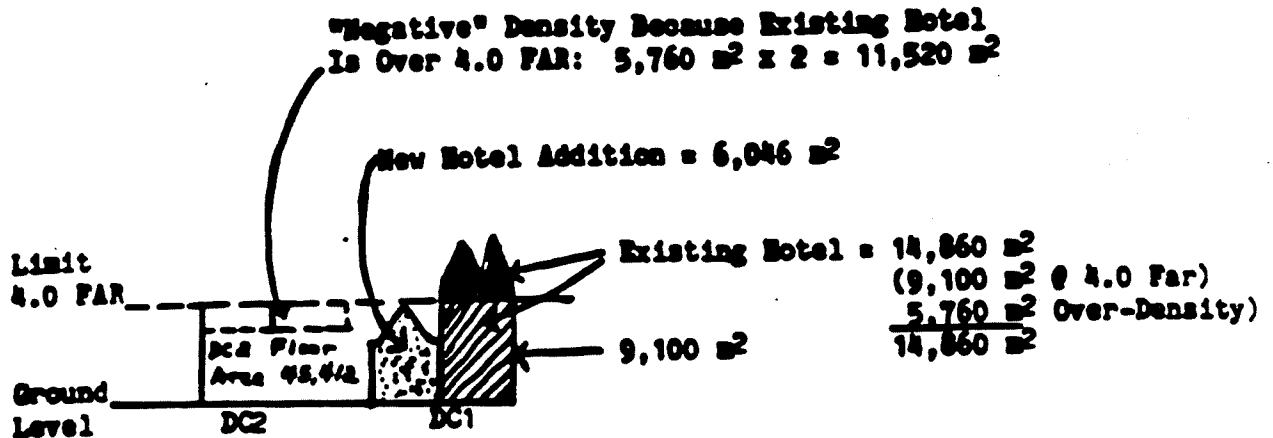 "Negative" Density Because Existing Hotel
Is Over 4.0 FAR: 5,760 m² x 2 = 11,520 m²
New Hotel Addition = 6,046 m²
Existing Hotel = 14,860 m²
(9,100 m² @ 4.0 Far)
5,760 m² Over-Density)
14,860 m²
9,100 m²
Limit
4.0 FAR
DC2 Floor
Area 45,412
Ground
Level
DC2
DC1